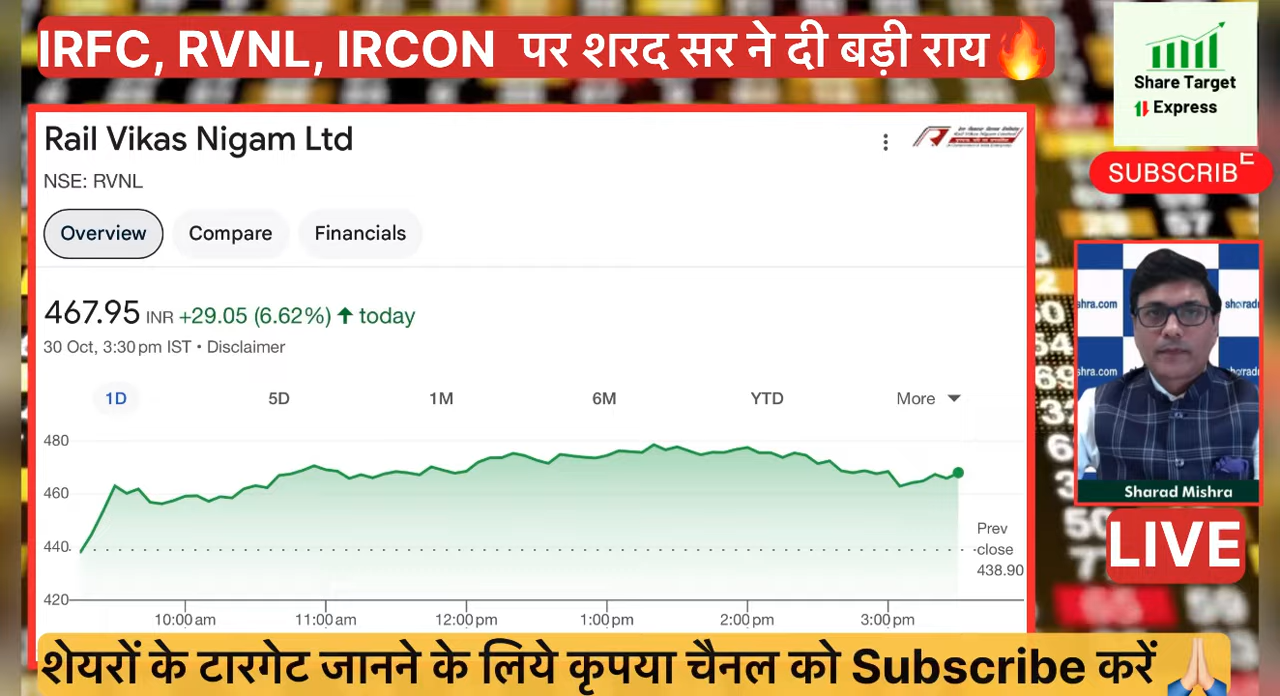 IRFC, RVNL, IRCON पर शरद सर ने दी बड़ी राय🔥
Share Target
Express
SUBSCRIBE
Rail Vikas Nigam Ltd
NSE: RVNL
Overview Compare Financials
467.95 INR +29.05 (6.62%) ↑ today
30 Oct, 3:30 pm IST • Disclaimer
1D 5D 1M 6M YTD More
480
460
440
420
Prev
close
438.90
10:00 am 11:00 am 12:00 pm 1:00 pm 2:00 pm 3:00 pm
Sharad Mishra
LIVE
शेयरों के टारगेट जानने के लिये कृपया चैनल को Subscribe करें 🙏